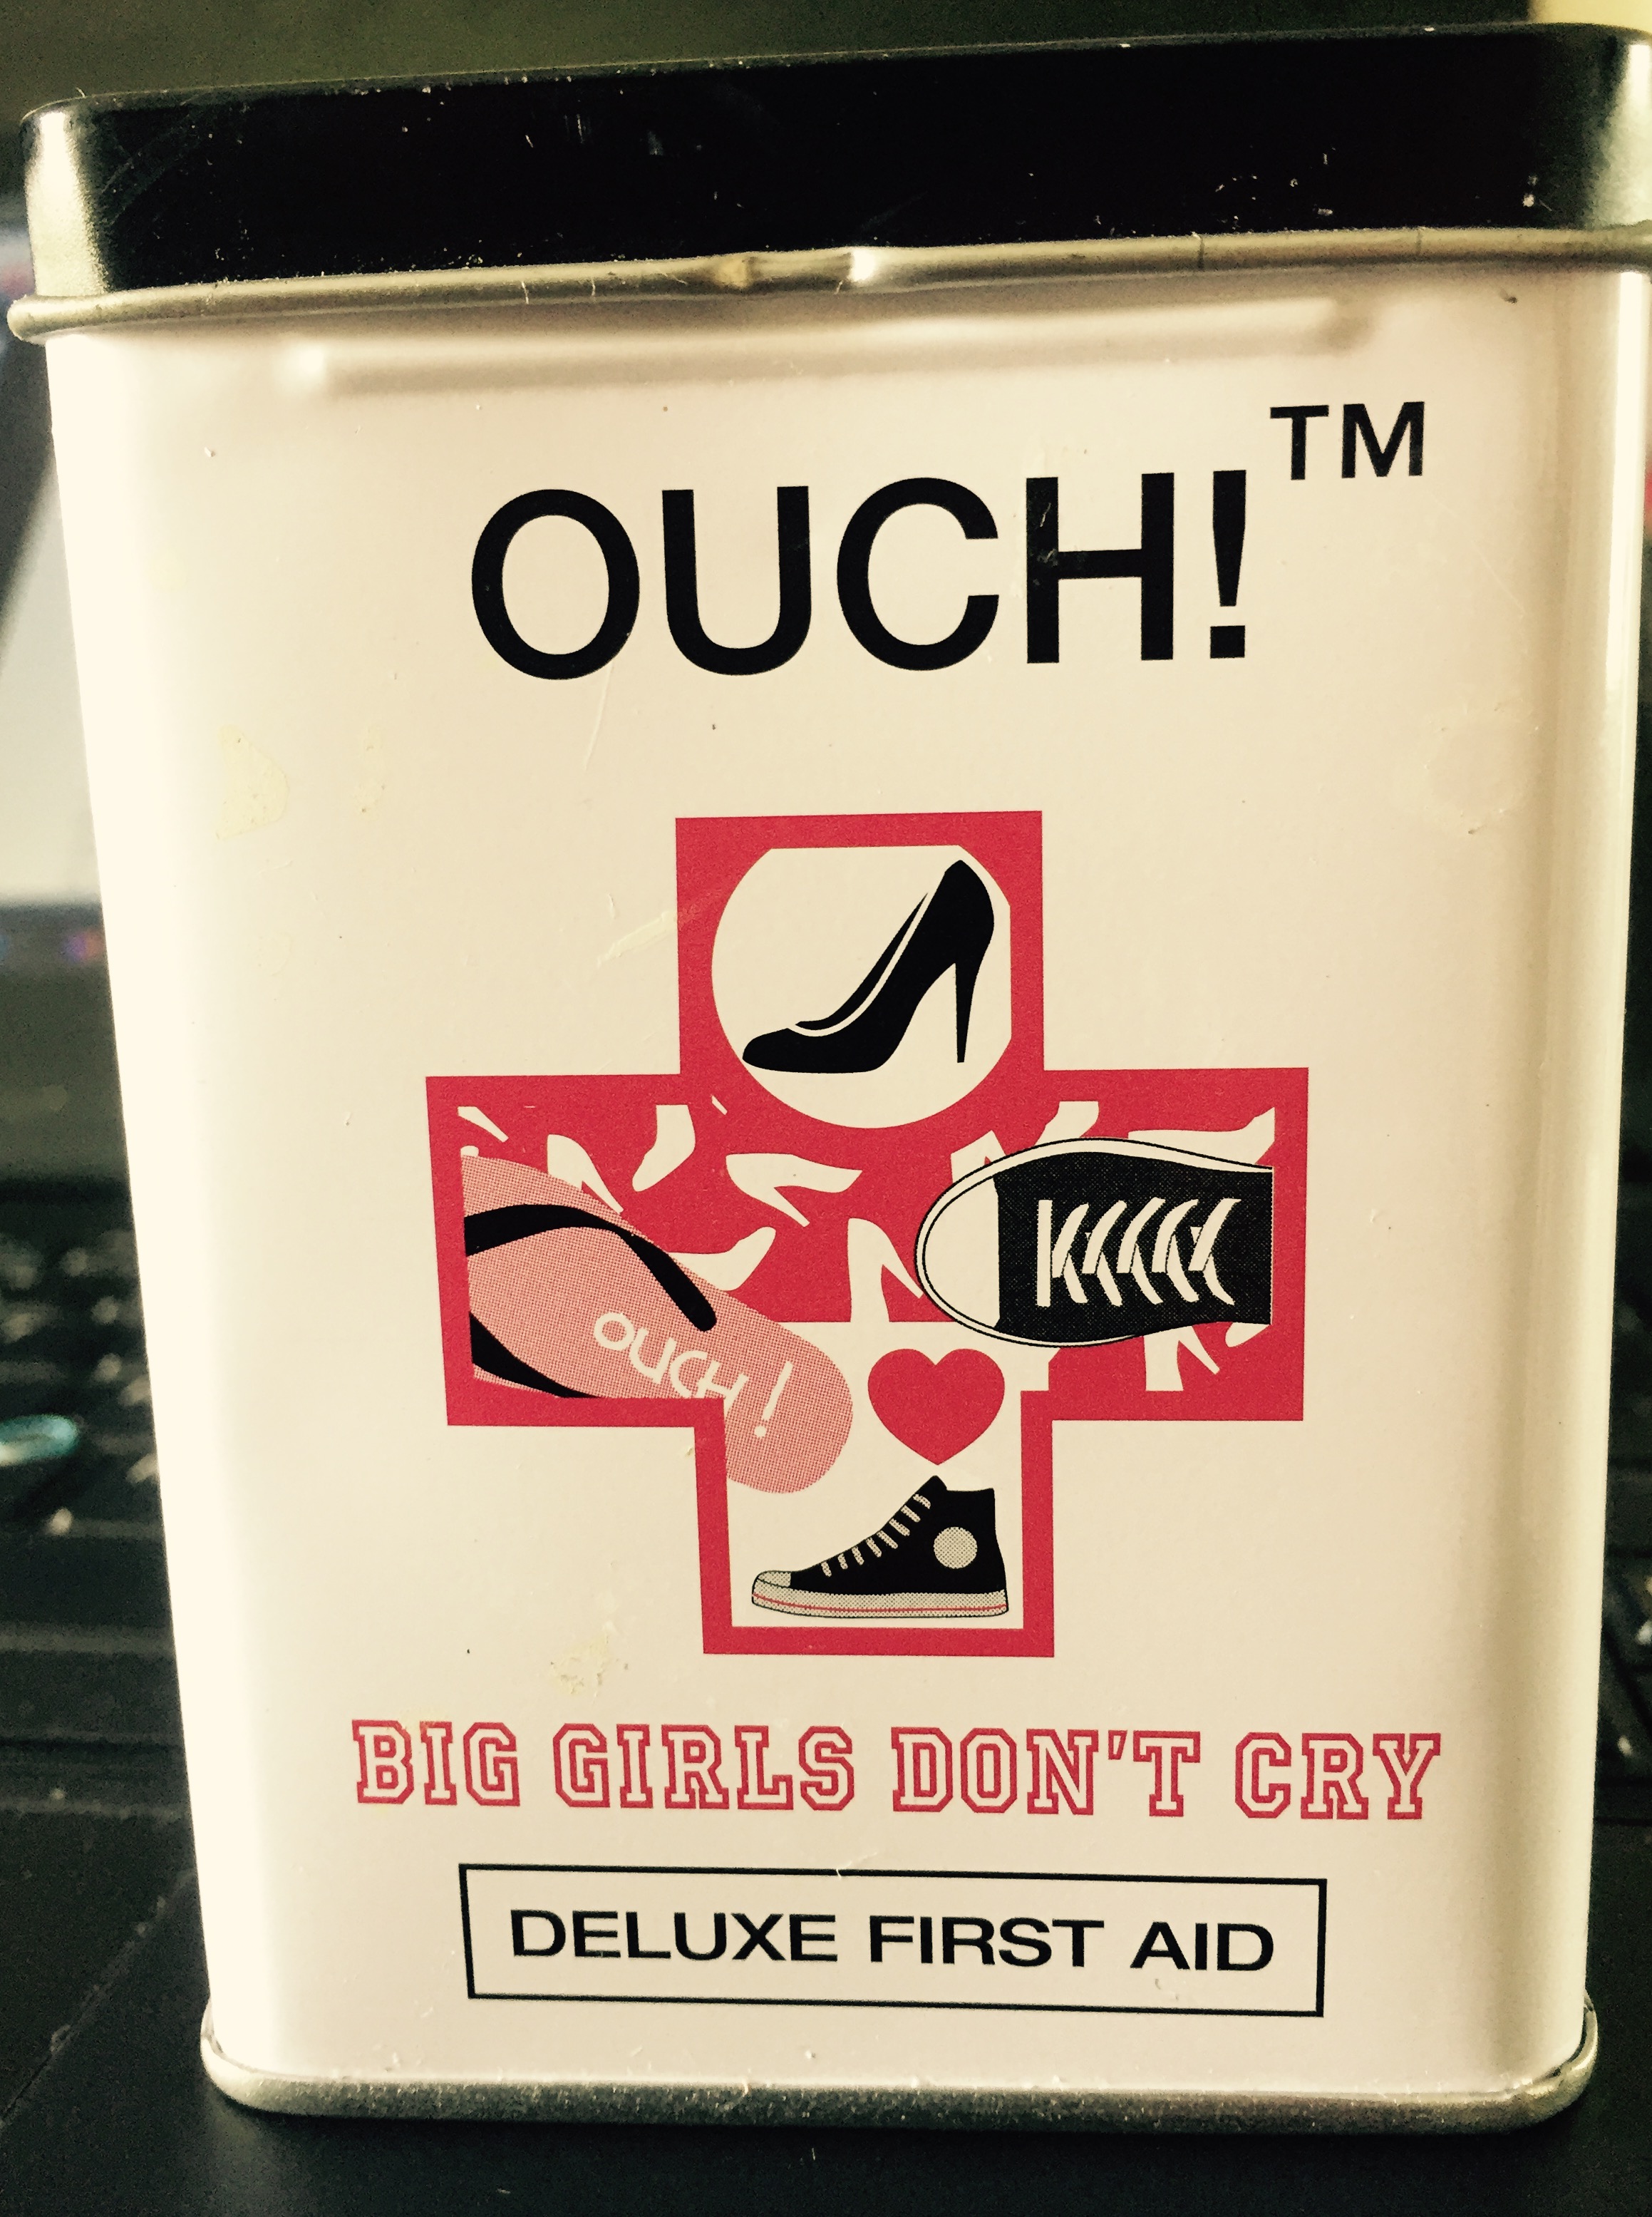 OUCH!™
OUCH!
BIG GIRLS DON'T CRY
DELUXE FIRST AID